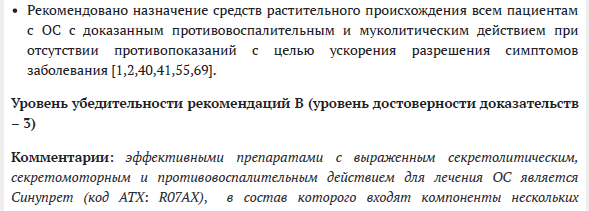 • Рекомендовано назначение средств растительного происхождения всем пациентам
с ОС с доказанным противовоспалительным и муколитическим действием при
отсутствии противопоказаний с целью ускорения разрешения симптомов
заболевания [1,2,40,41,55,69].
Уровень убедительности рекомендаций В (уровень достоверности доказательств
– 3)
Комментарии: эффективными препаратами с выраженным секретолитическим,
секретомоторным и противовоспалительным действием для лечения ОС является
Синупрет (код АТХ: R07AX), в состав которого входят компоненты нескольких